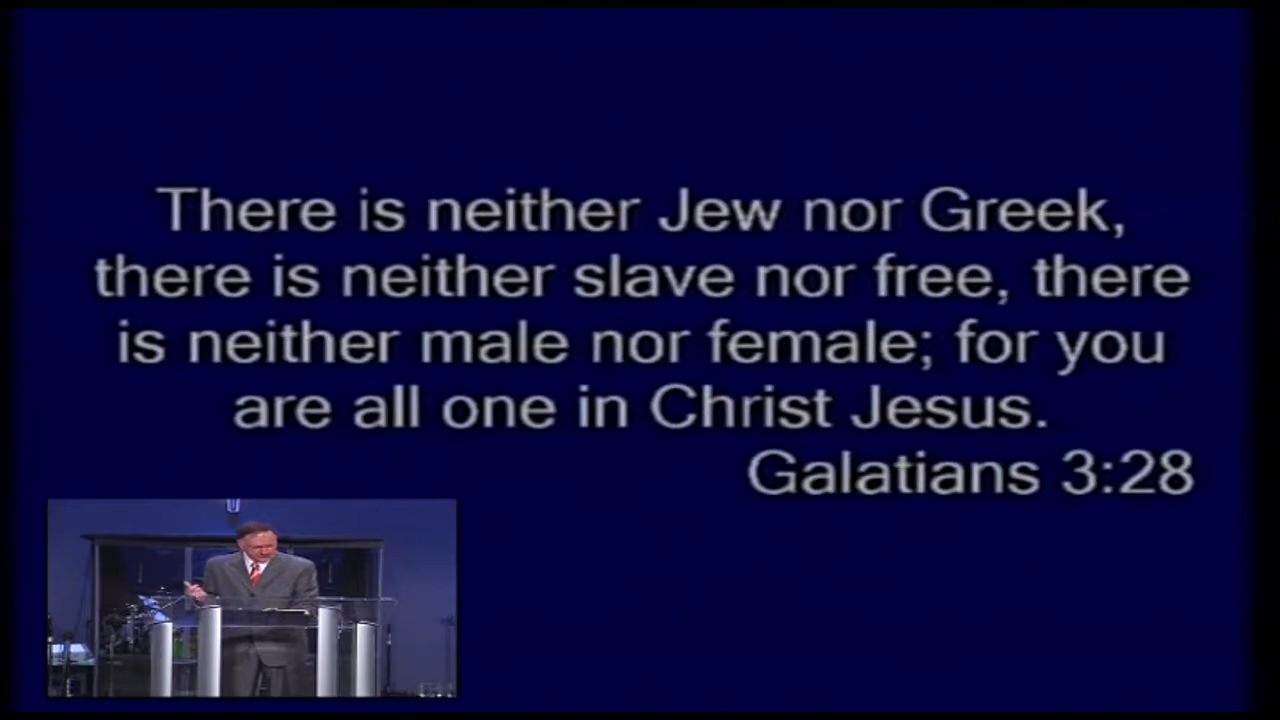 There is neither Jew nor Greek,
there is neither slave nor free, there
is neither male nor female; for you
are all one in Christ Jesus.
Galatians 3:28